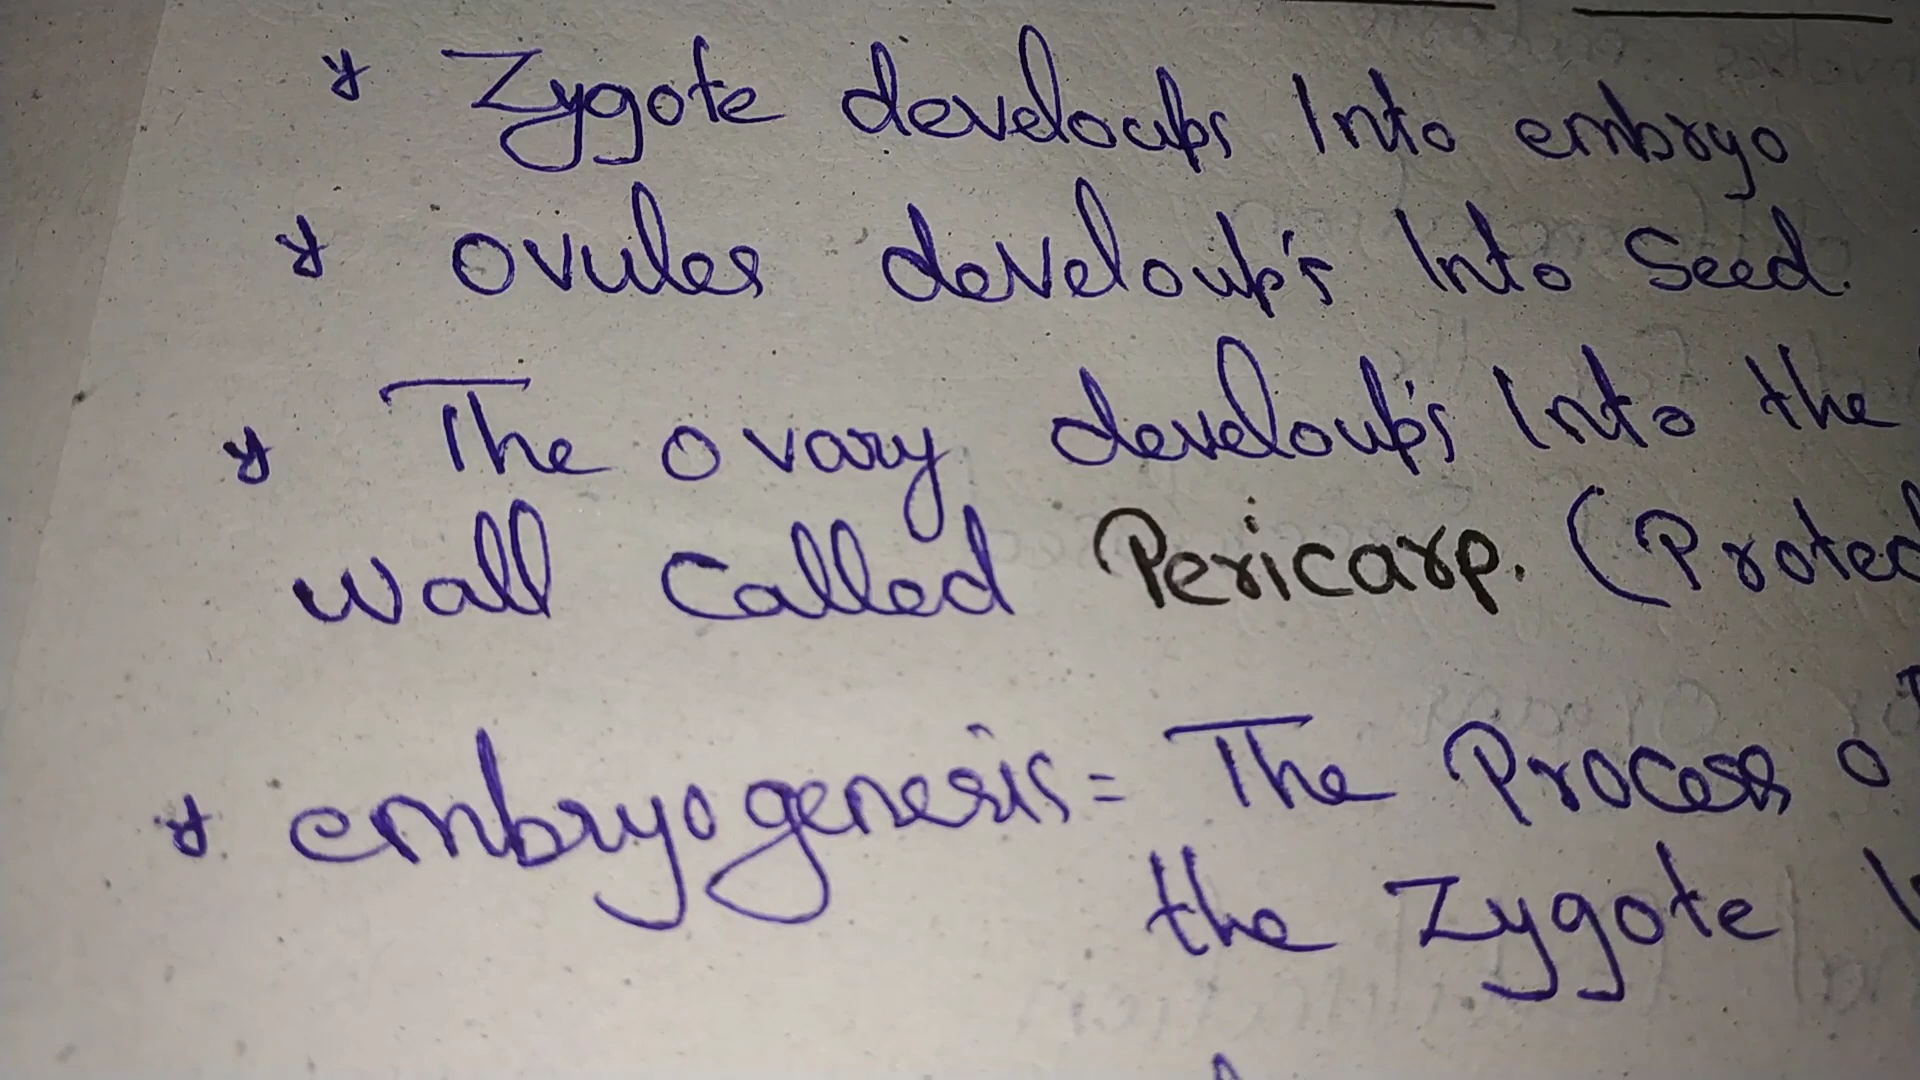 * Zygote develoups Into embryo
* Ovules develoup's Into Seed.
* The Ovary develoup's Into the
wall called Pericarp. (Protec
* embryogenesis = The Process o
the Zygote